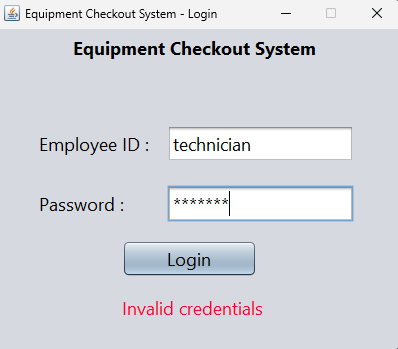 Equipment Checkout System - Login
Equipment Checkout System
Employee ID : technician
Password : *******
Login
Invalid credentials